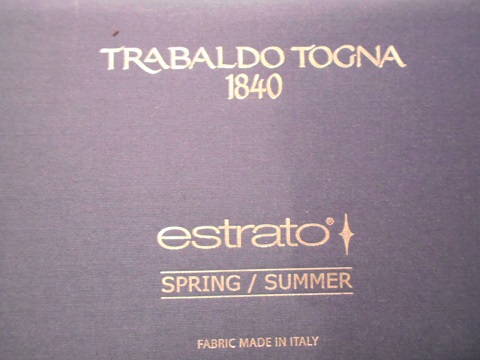 TRABALDO TOGNA
1840
estrato®
SPRING / SUMMER
FABRIC MADE IN ITALY